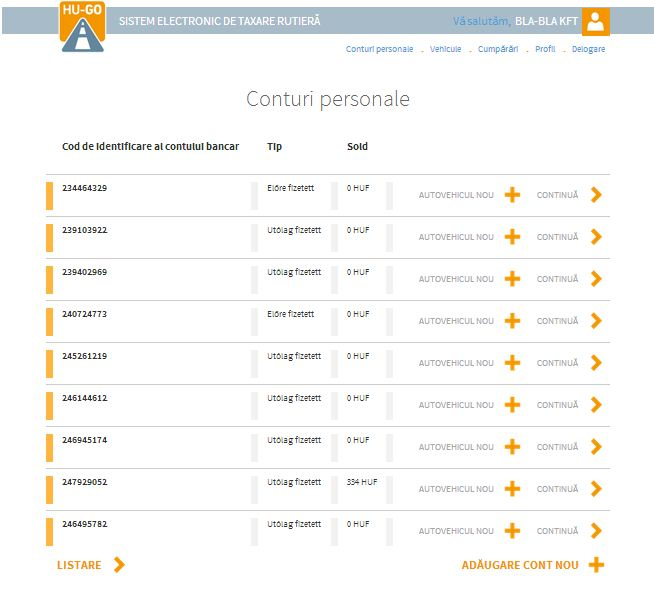 HU-GO
SISTEM ELECTRONIC DE TAXARE RUTIERĂ
Vă salutăm, BLA-BLA KFT
Conturi personale - Vehicule - Cumpărări - Profil - Delogare
Conturi personale
Cod de identificare al contului bancar Tip Sold
234464329 Előre fizetett 0 HUF AUTOVEHICUL NOU CONTINUĂ
239103922 Utólag fizetett 0 HUF AUTOVEHICUL NOU CONTINUĂ
239402969 Utólag fizetett 0 HUF AUTOVEHICUL NOU CONTINUĂ
240724773 Előre fizetett 0 HUF AUTOVEHICUL NOU CONTINUĂ
245261219 Utólag fizetett 0 HUF AUTOVEHICUL NOU CONTINUĂ
246144612 Utólag fizetett 0 HUF AUTOVEHICUL NOU CONTINUĂ
246945174 Utólag fizetett 0 HUF AUTOVEHICUL NOU CONTINUĂ
247929052 Utólag fizetett 334 HUF AUTOVEHICUL NOU CONTINUĂ
246495782 Utólag fizetett 0 HUF AUTOVEHICUL NOU CONTINUĂ
LISTARE ADĂUGARE CONT NOU